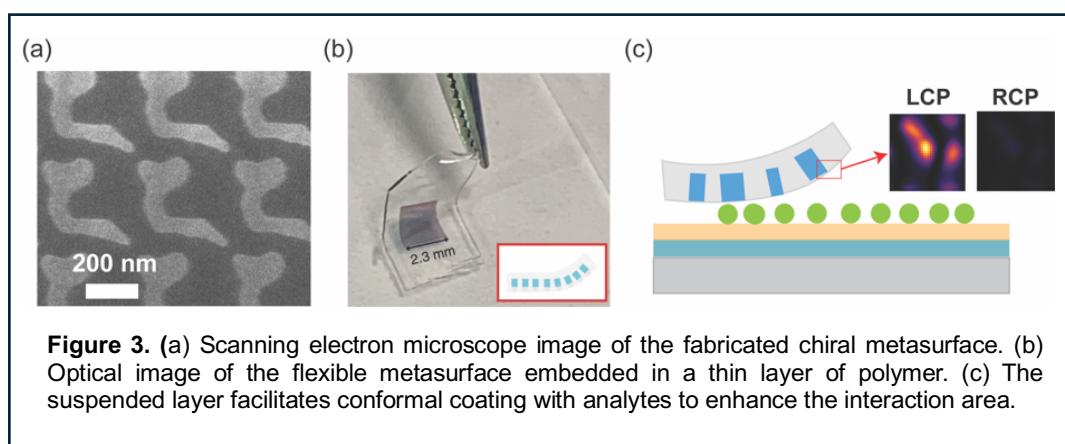 (a)
(b)
(c)
LCP RCP
200 nm
2.3 mm
Figure 3. (a) Scanning electron microscope image of the fabricated chiral metasurface. (b)
Optical image of the flexible metasurface embedded in a thin layer of polymer. (c) The
suspended layer facilitates conformal coating with analytes to enhance the interaction area.